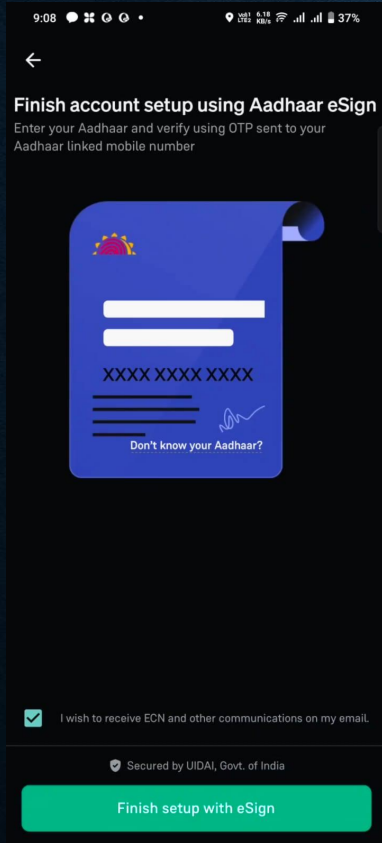 9:08
Vo)) LTE2 6.18 KB/s 37%
Finish account setup using Aadhaar eSign
Enter your Aadhaar and verify using OTP sent to your
Aadhaar linked mobile number
XXXX XXXX XXXX
Don't know your Aadhaar?
I wish to receive ECN and other communications on my email.
Secured by UIDAI, Govt. of India
Finish setup with eSign